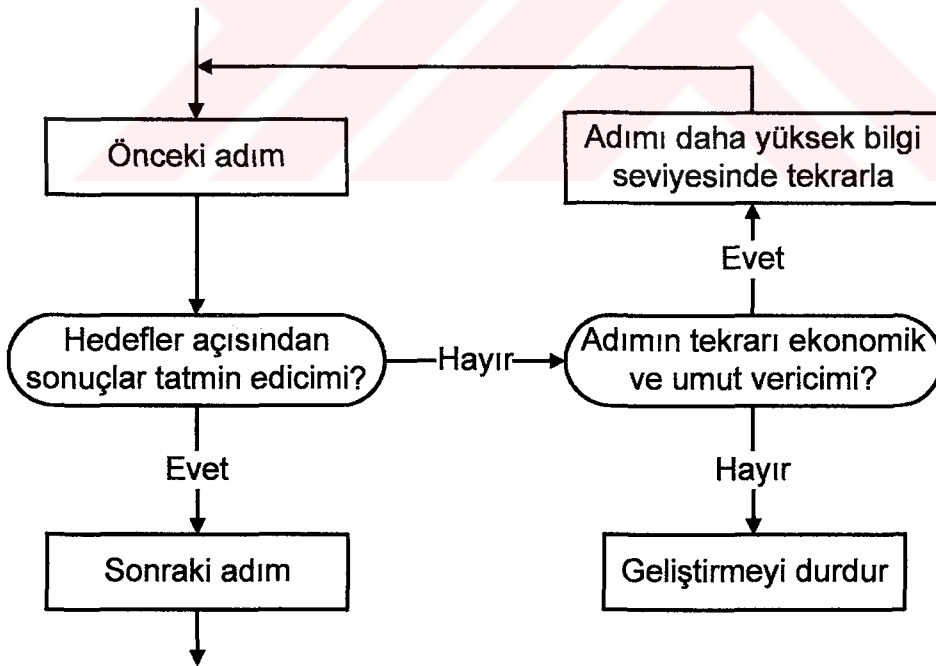 Önceki adım
Adımı daha yüksek bilgi
seviyesinde tekrarla
Evet
Hedefler açısından
sonuçlar tatmin edicimi?
Hayır
Adımın tekrarı ekonomik
ve umut vericimi?
Evet
Hayır
Sonraki adım
Geliştirmeyi durdur